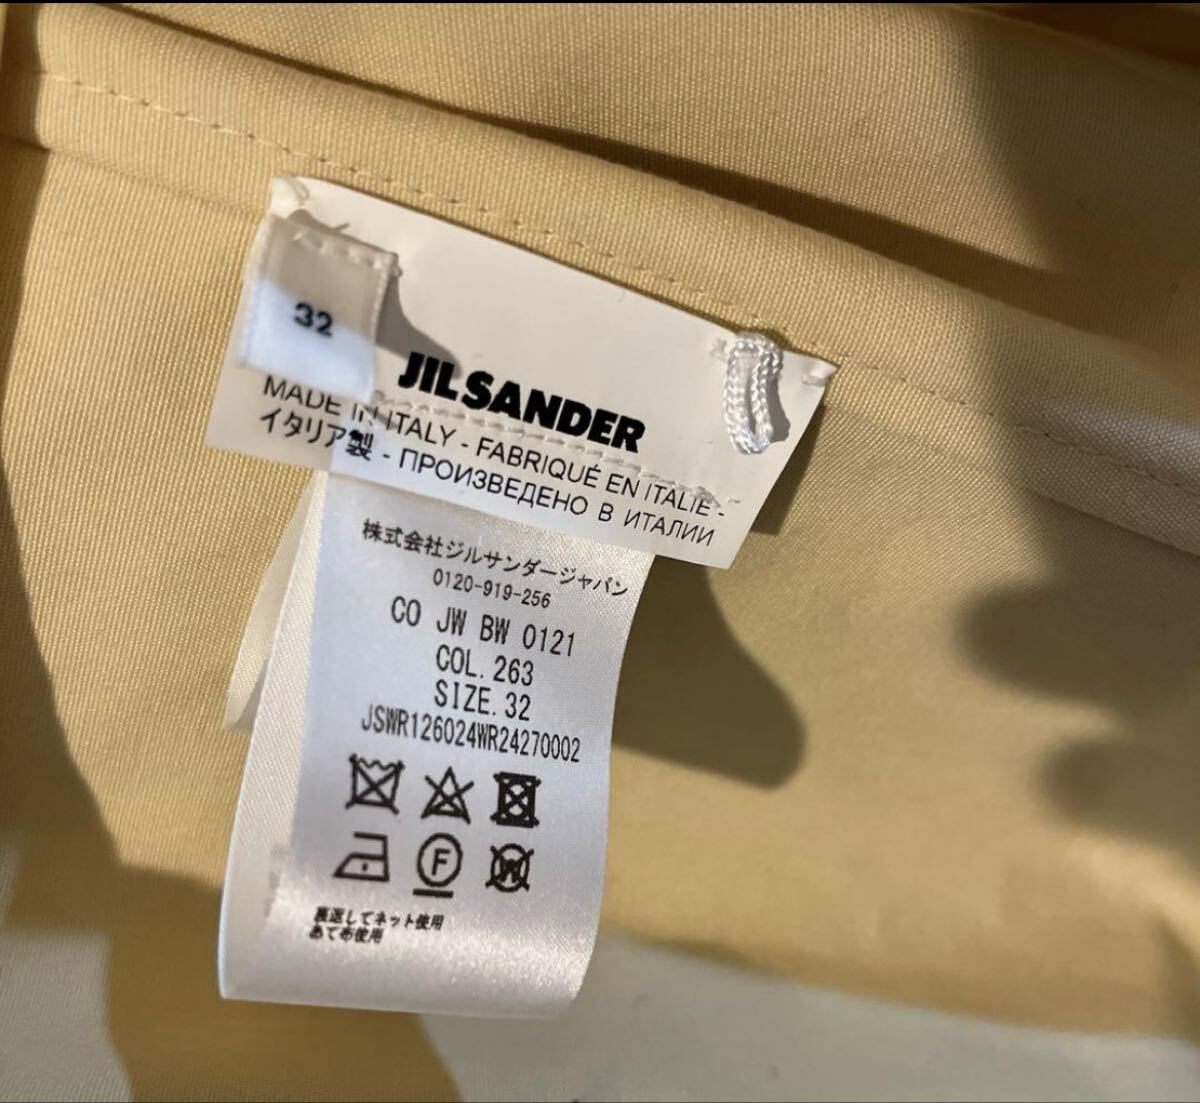 32
JIL SANDER
MADE IN ITALY - FABRIQUÉ EN ITALIE -
イタリア製 - ПРОИЗВЕДЕНО В ИТАЛИИ
株式会社ジルサンダージャパン
0120-919-256
CO JW BW 0121
COL. 263
SIZE. 32
JSWR126024WR24270002
F
W
裏返してネット使用
あて布使用